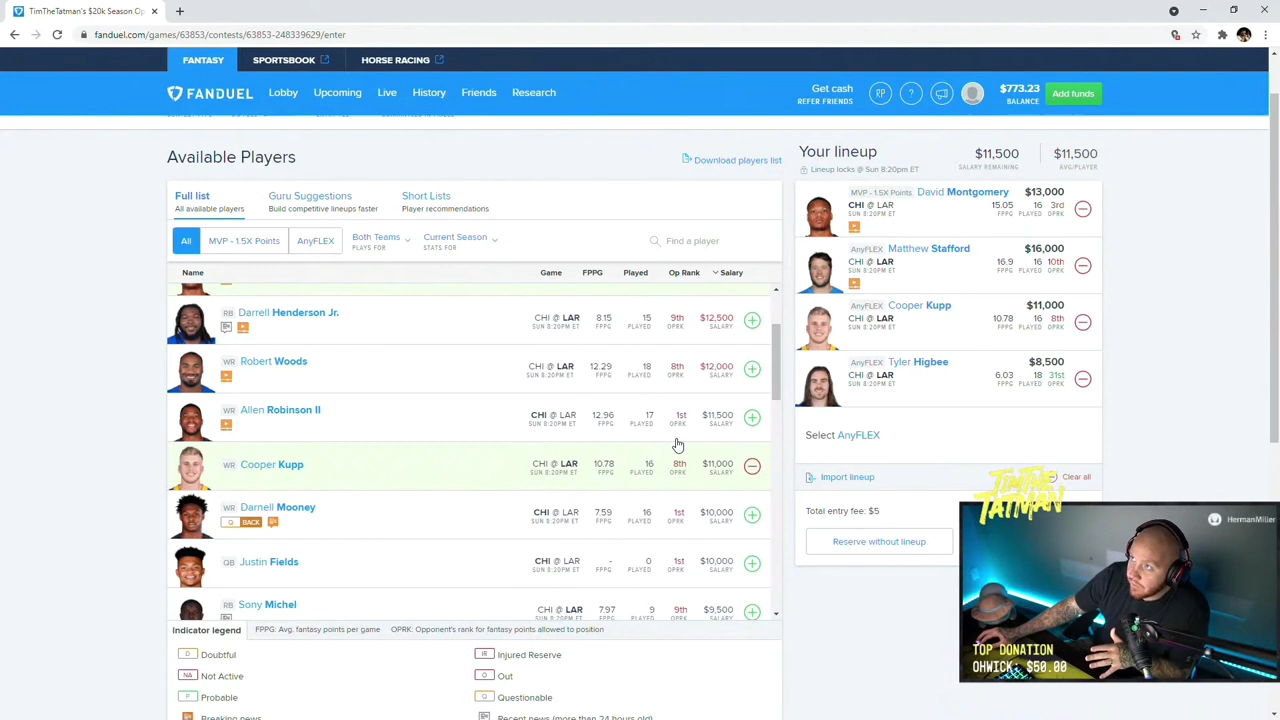 TimTheTatman's $20k Season Op
fanduel.com/games/63853/contests/63853-248339629/enter
FANTASY SPORTSBOOK HORSE RACING
FANDUEL Lobby Upcoming Live History Friends Research
Get cash
REFER FRIENDS
RP ?
$773.23
BALANCE
Add funds
Available Players
Download players list
Full list
All available players
Guru Suggestions
Build competitive lineups faster
Short Lists
Player recommendations
All MVP - 1.5X Points AnyFLEX
Both Teams
PLAYS FOR
Current Season
STATS FOR
Find a player
Name Game FPPG Played Op Rank Salary
RB Darrell Henderson Jr.
CHI @ LAR 8.15 15 9th $12,500
SUN 8:20PM ET FPPG PLAYED OPRK SALARY
WR Robert Woods
CHI @ LAR 12.29 18 8th $12,000
SUN 8:20PM ET FPPG PLAYED OPRK SALARY
WR Allen Robinson II
CHI @ LAR 12.96 17 1st $11,500
SUN 8:20PM ET FPPG PLAYED OPRK SALARY
WR Cooper Kupp
CHI @ LAR 10.78 16 8th $11,000
SUN 8:20PM ET FPPG PLAYED OPRK SALARY
WR Darnell Mooney
Q BACK
CHI @ LAR 7.59 16 1st $10,000
SUN 8:20PM ET FPPG PLAYED OPRK SALARY
QB Justin Fields
CHI @ LAR - 0 1st $10,000
SUN 8:20PM ET FPPG PLAYED OPRK SALARY
RB Sony Michel
CHI @ LAR 7.97 9 9th $9,500
SUN 8:20PM ET FPPG PLAYED OPRK SALARY
Indicator legend FPPG: Avg. fantasy points per game OPRK: Opponent's rank for fantasy points allowed to position
D Doubtful
IR Injured Reserve
NA Not Active
O Out
P Probable
Q Questionable
Breaking news
Recent news (more than 24 hours old)
Your lineup
Lineup locks @ Sun 8:20pm ET
$11,500
SALARY REMAINING
$11,500
AVG/PLAYER
MVP - 1.5X Points David Montgomery $13,000
CHI @ LAR 15.05 16 3rd
SUN 8:20PM ET FPPG PLAYED OPRK
AnyFLEX Matthew Stafford $16,000
CHI @ LAR 16.9 16 10th
SUN 8:20PM ET FPPG PLAYED OPRK
AnyFLEX Cooper Kupp $11,000
CHI @ LAR 10.78 16 8th
SUN 8:20PM ET FPPG PLAYED OPRK
AnyFLEX Tyler Higbee $8,500
CHI @ LAR 6.03 18 31st
SUN 8:20PM ET FPPG PLAYED OPRK
Select AnyFLEX
Import lineup
Clear all
Total entry fee: $5
Reserve without lineup
TIMTHE
TATMAN
HermanMiller
TOP DONATION
OHWICK: $50.00